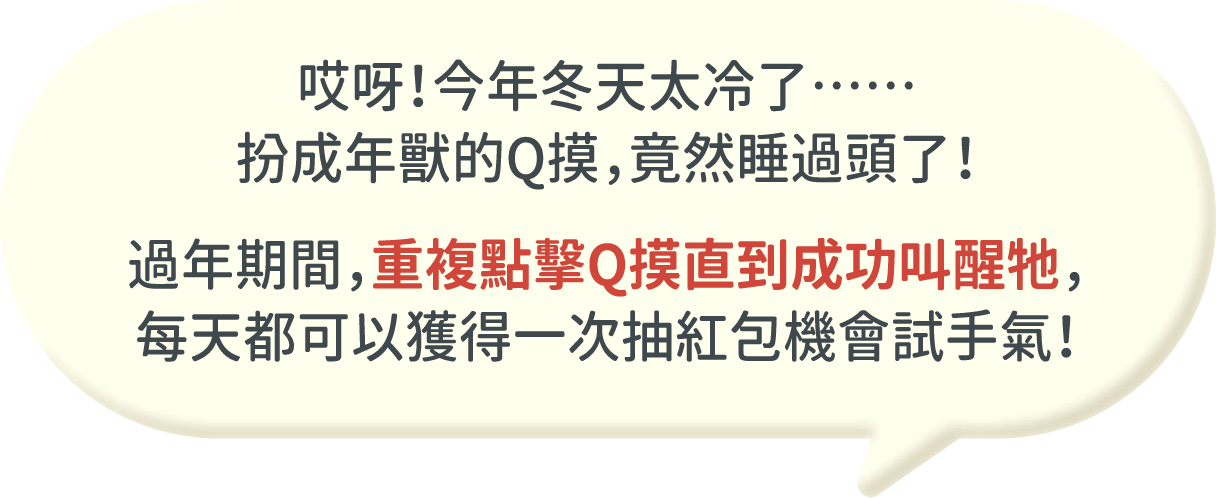 哎呀！今年冬天太冷了⋯⋯
扮成年獸的Q摸，竟然睡過頭了！
過年期間，重複點擊Q摸直到成功叫醒牠，
每天都可以獲得一次抽紅包機會試手氣！